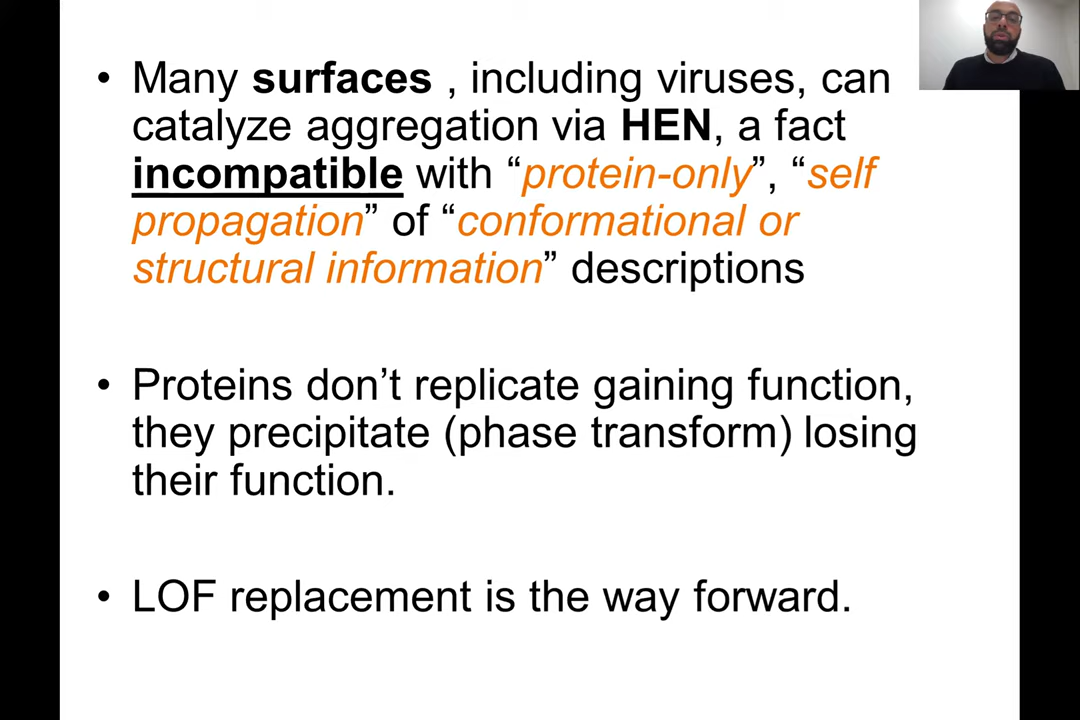 • Many surfaces , including viruses, can
catalyze aggregation via HEN, a fact
incompatible with “protein-only”, “self
propagation” of “conformational or
structural information” descriptions
• Proteins don’t replicate gaining function,
they precipitate (phase transform) losing
their function.
• LOF replacement is the way forward.